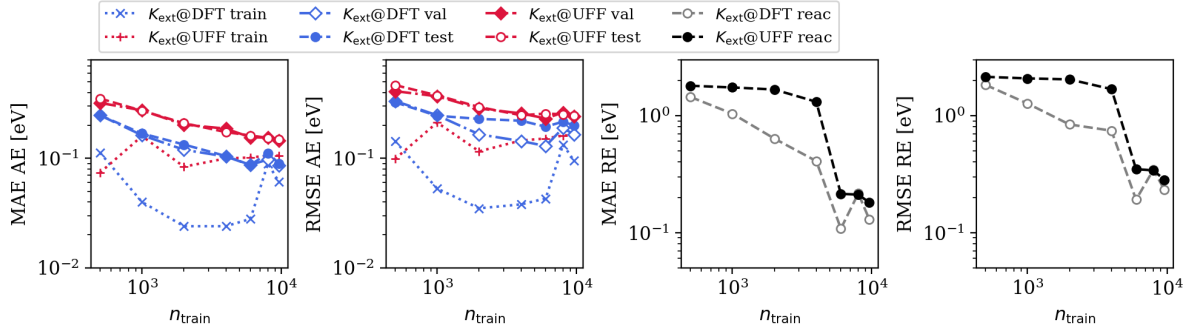 K_ext@DFT train K_ext@DFT val K_ext@UFF val K_ext@DFT reac
K_ext@UFF train K_ext@DFT test K_ext@UFF test K_ext@UFF reac
MAE AE [eV]
10^-1
10^-2
10^3 10^4
n_train
RMSE AE [eV]
10^-1
10^-2
10^3 10^4
n_train
MAE RE [eV]
10^0
10^-1
10^3 10^4
n_train
RMSE RE [eV]
10^0
10^-1
10^3 10^4
n_train